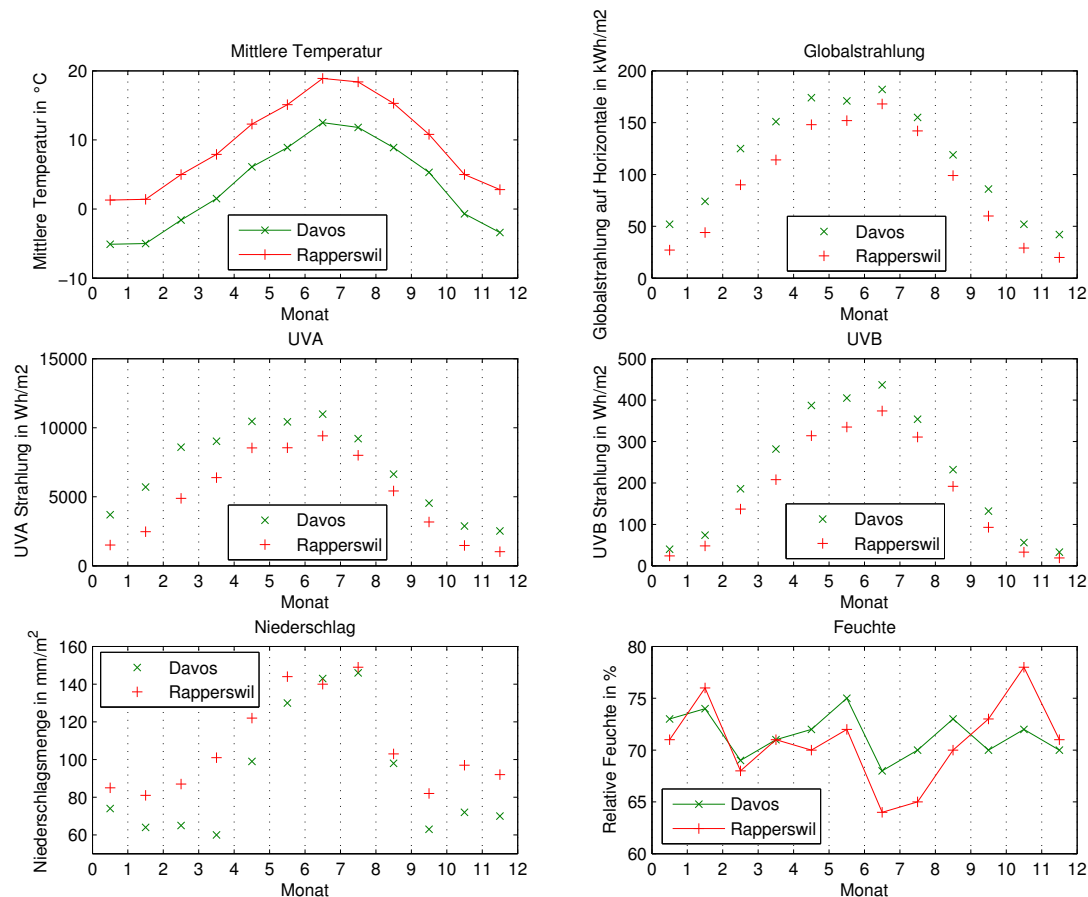 Mittlere Temperatur
Mittlere Temperatur in °C
20
10
0
−10
Davos
Rapperswil
0 1 2 3 4 5 6 7 8 9 10 11 12
Monat
Globalstrahlung
Globalstrahlung auf Horizontale in kWh/m2
200
150
100
50
0
Davos
Rapperswil
0 1 2 3 4 5 6 7 8 9 10 11 12
Monat
UVA
UVA Strahlung in Wh/m2
15000
10000
5000
0
Davos
Rapperswil
0 1 2 3 4 5 6 7 8 9 10 11 12
Monat
UVB
UVB Strahlung in Wh/m2
500
400
300
200
100
0
Davos
Rapperswil
0 1 2 3 4 5 6 7 8 9 10 11 12
Monat
Niederschlag
Niederschlagsmenge in mm/m²
160
140
120
100
80
60
Davos
Rapperswil
0 1 2 3 4 5 6 7 8 9 10 11 12
Monat
Feuchte
Relative Feuchte in %
80
75
70
65
60
Davos
Rapperswil
0 1 2 3 4 5 6 7 8 9 10 11 12
Monat